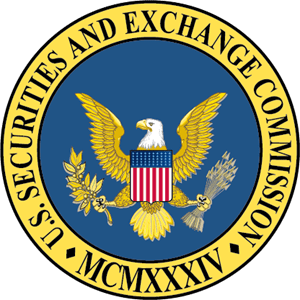 U.S. SECURITIES AND EXCHANGE COMMISSION
MCMXXXIV